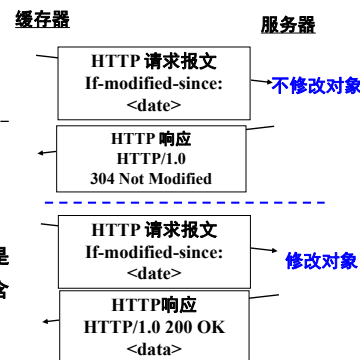 缓存器
服务器
HTTP 请求报文
If-modified-since:
<date>
不修改对象
HTTP 响应
HTTP/1.0
304 Not Modified
HTTP 请求报文
If-modified-since:
<date>
是
修改对象
含
HTTP响应
HTTP/1.0 200 OK
<data>